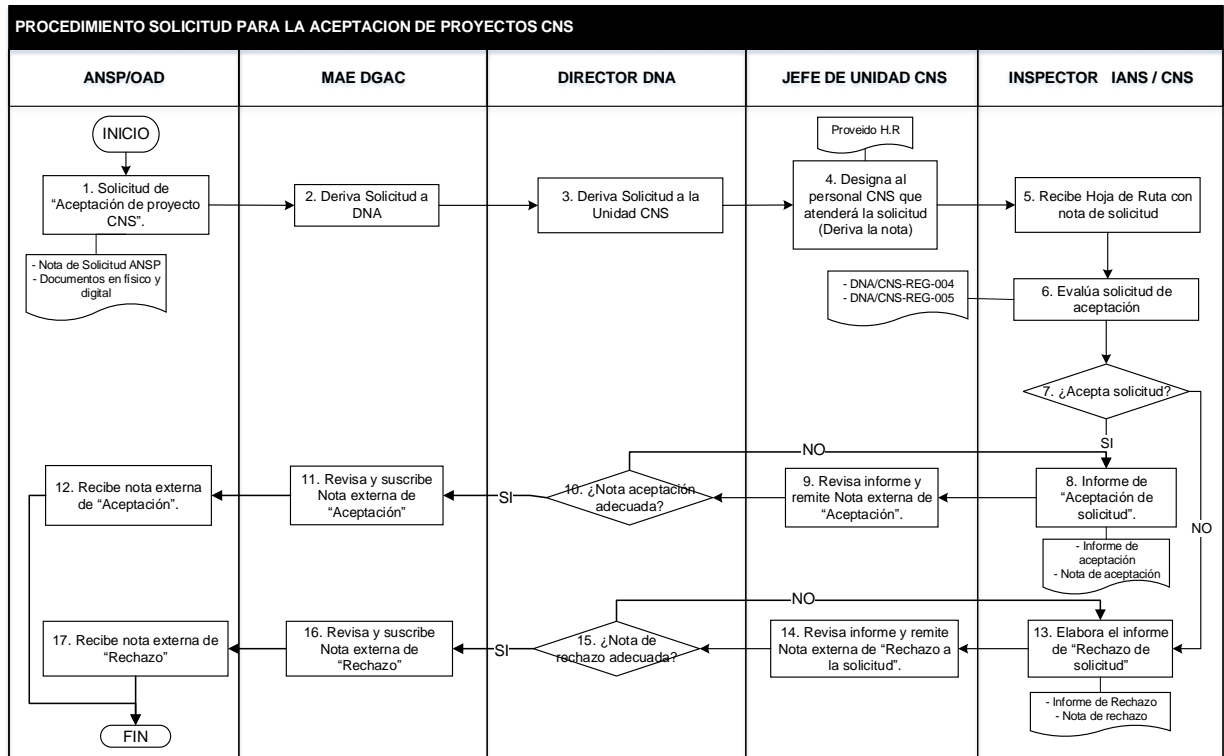 PROCEDIMIENTO SOLICITUD PARA LA ACEPTACION DE PROYECTOS CNS
ANSP/OAD
MAE DGAC
DIRECTOR DNA
JEFE DE UNIDAD CNS
INSPECTOR IANS / CNS
INICIO
1. Solicitud de
“Aceptación de proyecto
CNS”.
- Nota de Solicitud ANSP
- Documentos en físico y
digital
2. Deriva Solicitud a
DNA
3. Deriva Solicitud a la
Unidad CNS
Proveido H.R
4. Designa al
personal CNS que
atenderá la solicitud
(Deriva la nota)
5. Recibe Hoja de Ruta con
nota de solicitud
- DNA/CNS-REG-004
- DNA/CNS-REG-005
6. Evalúa solicitud de
aceptación
7. ¿Acepta solicitud?
SI
NO
NO
8. Informe de
“Aceptación de
solicitud”.
- Informe de
aceptación
- Nota de aceptación
9. Revisa informe y
remite Nota externa de
“Aceptación”.
10. ¿Nota aceptación
adecuada?
SI
11. Revisa y suscribe
Nota externa de
“Aceptación”
12. Recibe nota externa
de “Aceptación”.
NO
13. Elabora el informe
de “Rechazo de
solicitud”
- Informe de Rechazo
- Nota de rechazo
14. Revisa informe y remite
Nota externa de “Rechazo a
la solicitud”.
15. ¿Nota de
rechazo adecuada?
SI
16. Revisa y suscribe
Nota externa de
“Rechazo”
17. Recibe nota externa de
“Rechazo”
FIN